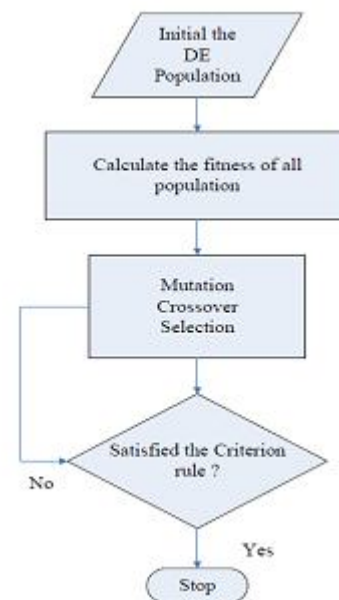 Initial the
DE
Population
Calculate the fitness of all
population
Mutation
Crossover
Selection
Satisfied the Criterion
rule ?
No
Yes
Stop